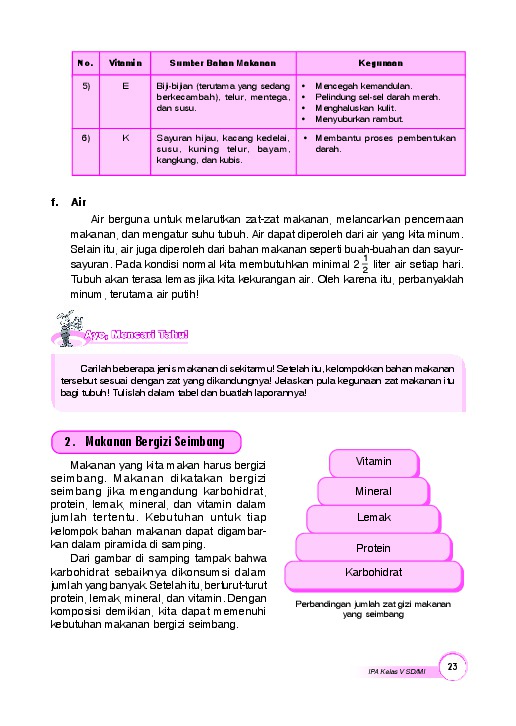 No. Vitamin Sumber Bahan Makanan Kegunaan
5) E Biji-bijian (terutama yang sedang
berkecambah), telur, mentega,
dan susu.
• Mencegah kemandulan.
• Pelindung sel-sel darah merah.
• Menghaluskan kulit.
• Menyuburkan rambut.
6) K Sayuran hijau, kacang kedelai,
susu, kuning telur, bayam,
kangkung, dan kubis.
• Membantu proses pembentukan
darah.
f. Air
Air berguna untuk melarutkan zat-zat makanan, melancarkan pencernaan
makanan, dan mengatur suhu tubuh. Air dapat diperoleh dari air yang kita minum.
Selain itu, air juga diperoleh dari bahan makanan seperti buah-buahan dan sayur-
sayuran. Pada kondisi normal kita membutuhkan minimal 2 1/2 liter air setiap hari.
Tubuh akan terasa lemas jika kita kekurangan air. Oleh karena itu, perbanyaklah
minum, terutama air putih!
Ayo, Mencari Tahu!
Carilah beberapa jenis makanan di sekitarmu! Setelah itu, kelompokkan bahan makanan
tersebut sesuai dengan zat yang dikandungnya! Jelaskan pula kegunaan zat makanan itu
bagi tubuh! Tulislah dalam tabel dan buatlah laporannya!
2. Makanan Bergizi Seimbang
Makanan yang kita makan harus bergizi
seimbang. Makanan dikatakan bergizi
seimbang jika mengandung karbohidrat,
protein, lemak, mineral, dan vitamin dalam
jumlah tertentu. Kebutuhan untuk tiap
kelompok bahan makanan dapat digambar-
kan dalam piramida di samping.
Dari gambar di samping tampak bahwa
karbohidrat sebaiknya dikonsumsi dalam
jumlah yang banyak. Setelah itu, berturut-turut
protein, lemak, mineral, dan vitamin. Dengan
komposisi demikian, kita dapat memenuhi
kebutuhan makanan bergizi seimbang.
Vitamin
Mineral
Lemak
Protein
Karbohidrat
Perbandingan jumlah zat gizi makanan
yang seimbang
IPA Kelas V SD/MI 23